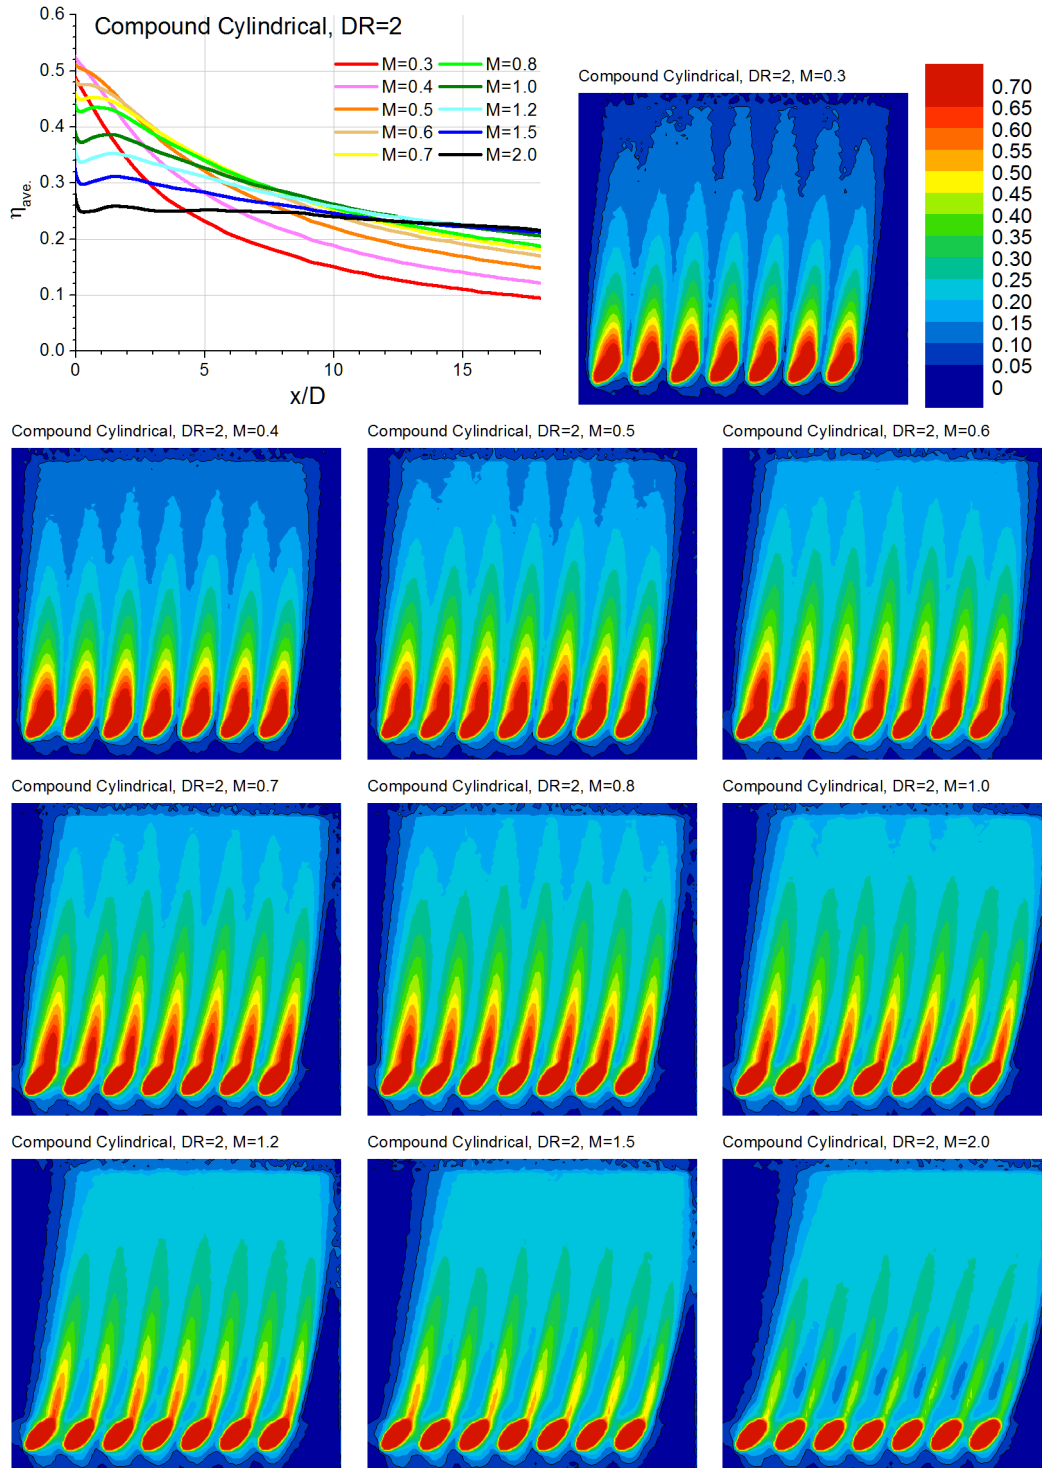 Compound Cylindrical, DR=2
0.6
0.5
0.4
0.3
0.2
0.1
0.0
ηave.
0
5
10
15
x/D
M=0.3
M=0.8
M=0.4
M=1.0
M=0.5
M=1.2
M=0.6
M=1.5
M=0.7
M=2.0
Compound Cylindrical, DR=2, M=0.3
0.70
0.65
0.60
0.55
0.50
0.45
0.40
0.35
0.30
0.25
0.20
0.15
0.10
0.05
0
Compound Cylindrical, DR=2, M=0.4
Compound Cylindrical, DR=2, M=0.5
Compound Cylindrical, DR=2, M=0.6
Compound Cylindrical, DR=2, M=0.7
Compound Cylindrical, DR=2, M=0.8
Compound Cylindrical, DR=2, M=1.0
Compound Cylindrical, DR=2, M=1.2
Compound Cylindrical, DR=2, M=1.5
Compound Cylindrical, DR=2, M=2.0